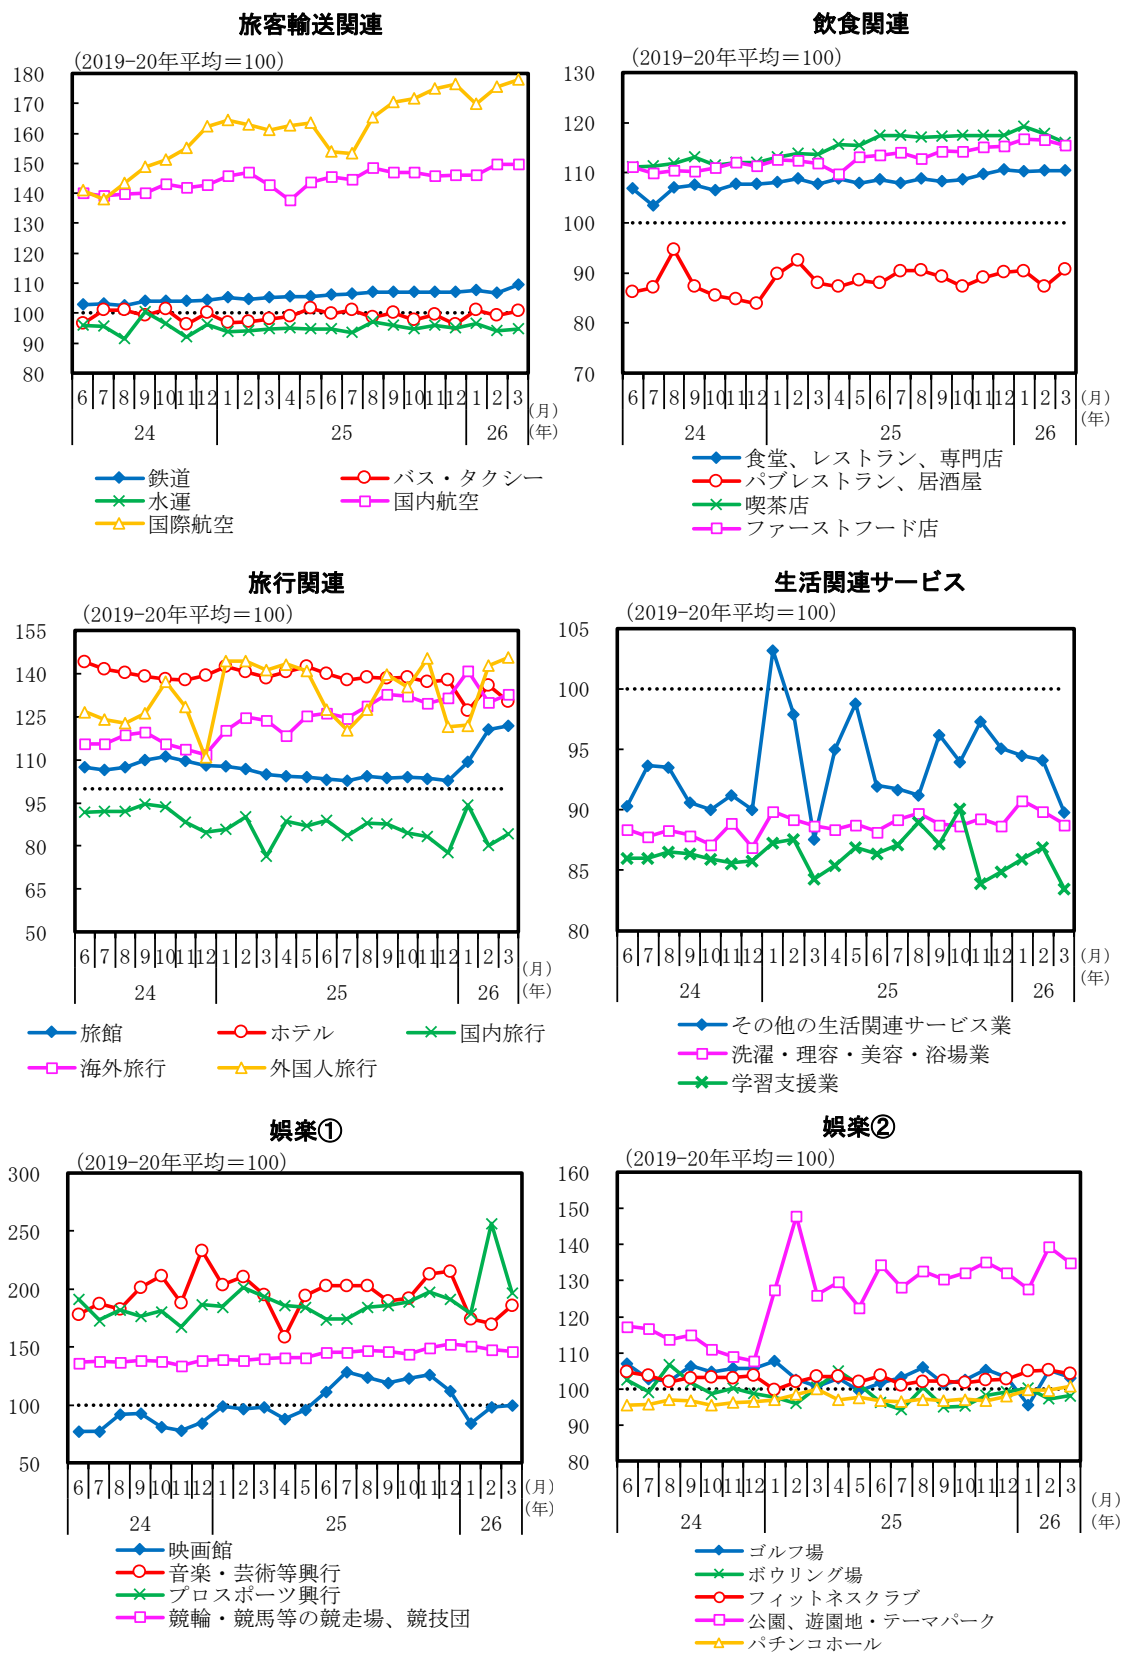 旅客輸送関連
(2019-20年平均＝100)
180
170
160
150
140
130
120
110
100
90
80
6 7 8 9 10 11 12 1 2 3 4 5 6 7 8 9 10 11 12 1 2 3 (月)
24 25 26 (年)
鉄道 バス・タクシー
水運 国内航空
国際航空
飲食関連
(2019-20年平均＝100)
130
120
110
100
90
80
70
6 7 8 9 10 11 12 1 2 3 4 5 6 7 8 9 10 11 12 1 2 3 (月)
24 25 26 (年)
食堂、レストラン、専門店
パブレストラン、居酒屋
喫茶店
ファーストフード店
旅行関連
(2019-20年平均＝100)
155
140
125
110
95
80
65
50
6 7 8 9 10 11 12 1 2 3 4 5 6 7 8 9 10 11 12 1 2 3 (月)
24 25 26 (年)
旅館 ホテル 国内旅行
海外旅行 外国人旅行
生活関連サービス
(2019-20年平均＝100)
105
100
95
90
85
80
6 7 8 9 10 11 12 1 2 3 4 5 6 7 8 9 10 11 12 1 2 3 (月)
24 25 26 (年)
その他の生活関連サービス業
洗濯・理容・美容・浴場業
学習支援業
娯楽①
(2019-20年平均＝100)
300
250
200
150
100
50
6 7 8 9 10 11 12 1 2 3 4 5 6 7 8 9 10 11 12 1 2 3 (月)
24 25 26 (年)
映画館
音楽・芸術等興行
プロスポーツ興行
競輪・競馬等の競走場、競技団
娯楽②
(2019-20年平均＝100)
160
150
140
130
120
110
100
90
80
6 7 8 9 10 11 12 1 2 3 4 5 6 7 8 9 10 11 12 1 2 3 (月)
24 25 26 (年)
ゴルフ場
ボウリング場
フィットネスクラブ
公園、遊園地・テーマパーク
パチンコホール